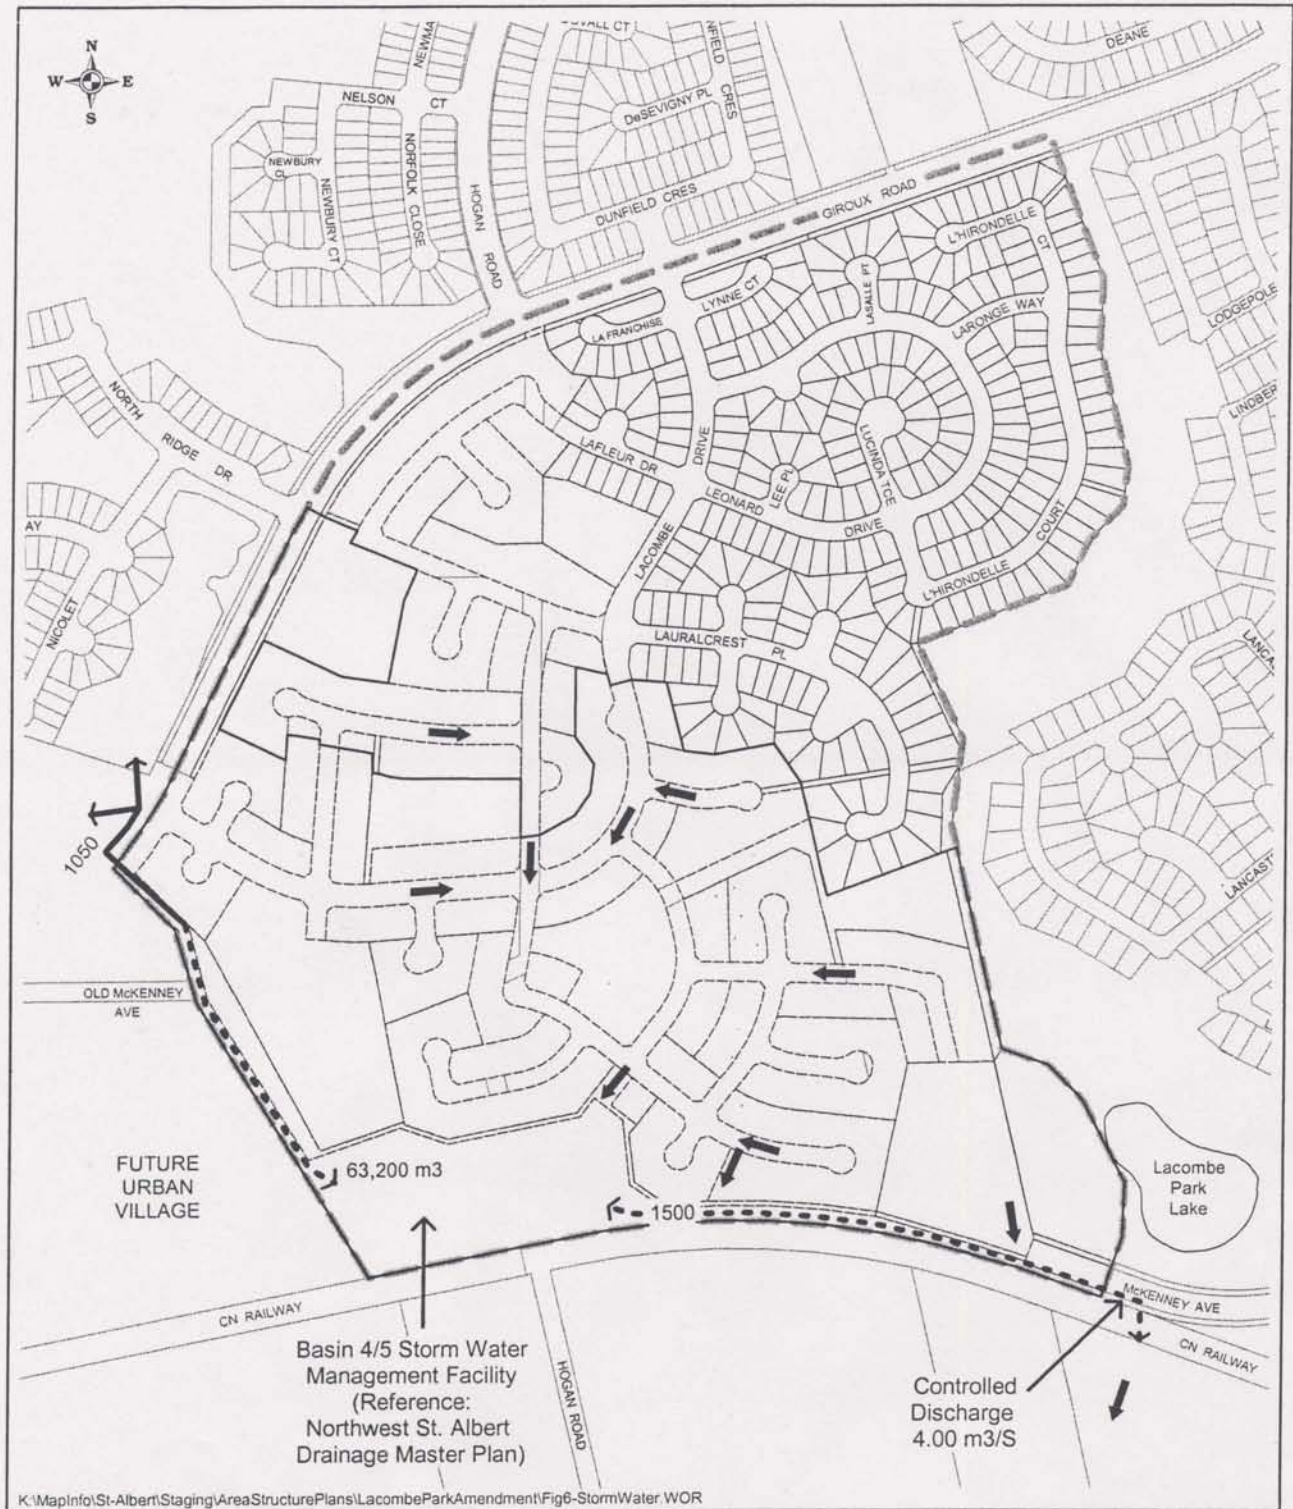 N
W E
S
DUVALL CT
DEANE
NELSON CT
DeSEVIGNY PL
NEWBURY
NEWBURY CT
NORFOLK CLOSE
HOGAN ROAD
DUNFIELD CRES
GIROUX ROAD
L'HIRONDELLE CT
LA FRANCHISE
LYNNE CT
LASALLE PT
LARONGE WAY
LODGEPOLE
NORTH RIDGE DR
LAFLEUR DR
LACOMBE DRIVE
LEONARD DRIVE
LEE PL
LUCINDA TCE
L'HIRONDELLE COURT
NICOLET
LAURALCREST PL
1050
OLD McKENNEY
AVE
FUTURE
URBAN
VILLAGE
63,200 m3
1500
Lacombe
Park
Lake
McKENNEY AVE
CN RAILWAY
CN RAILWAY
HOGAN ROAD
Basin 4/5 Storm Water
Management Facility
(Reference:
Northwest St. Albert
Drainage Master Plan)
Controlled
Discharge
4.00 m3/S
K:\MapInfo\St-Albert\Staging\AreaStructurePlans\LacombeParkAmendment\Fig6-StormWater.WOR